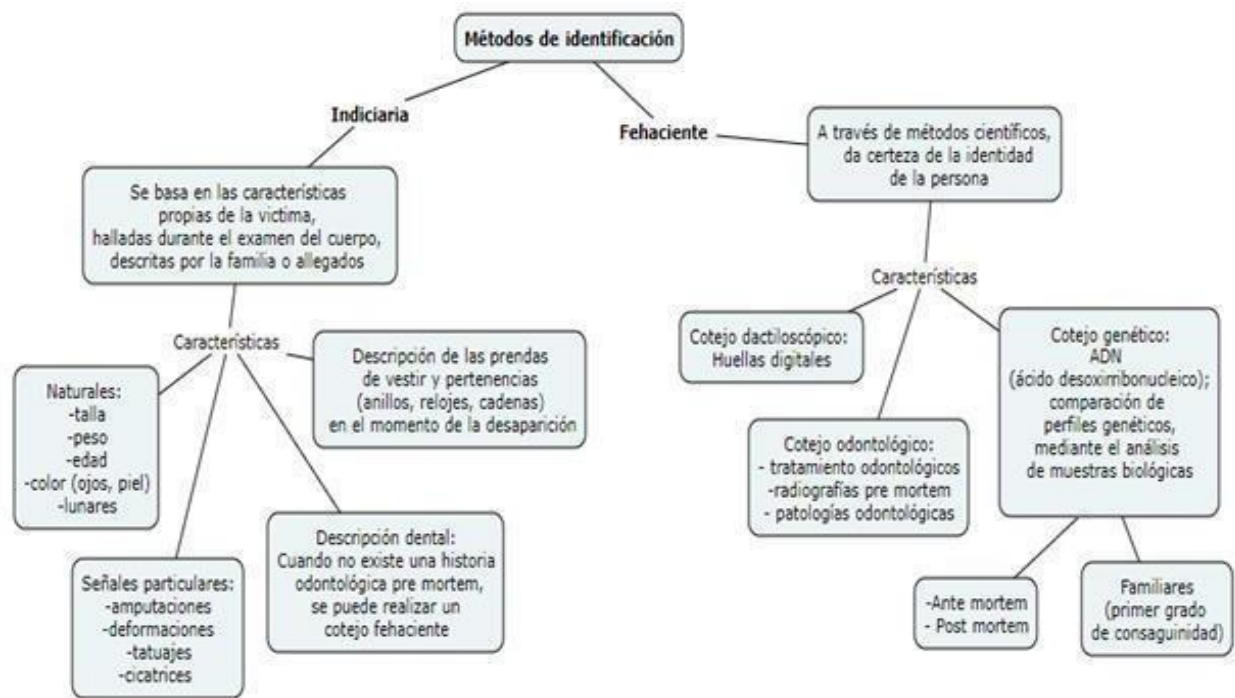 Métodos de identificación
Indiciaria
Se basa en las características
propias de la victima,
halladas durante el examen del cuerpo,
descritas por la familia o allegados
Características
Naturales:
-talla
-peso
-edad
-color (ojos, piel)
-lunares
Señales particulares:
-amputaciones
-deformaciones
-tatuajes
-cicatrices
Descripción dental:
Cuando no existe una historia
odontológica pre mortem,
se puede realizar un
cotejo fehaciente
Descripción de las prendas
de vestir y pertenencias
(anillos, relojes, cadenas)
en el momento de la desaparición
Fehaciente
A través de métodos científicos,
da certeza de la identidad
de la persona
Características
Cotejo dactiloscópico:
Huellas digitales
Cotejo odontológico:
- tratamiento odontológicos
-radiografías pre mortem
- patologías odontológicas
Cotejo genético:
ADN
(ácido desoxirribonucleico);
comparación de
perfiles genéticos,
mediante el análisis
de muestras biológicas
-Ante mortem
- Post mortem
Familiares
(primer grado
de consaguinidad)